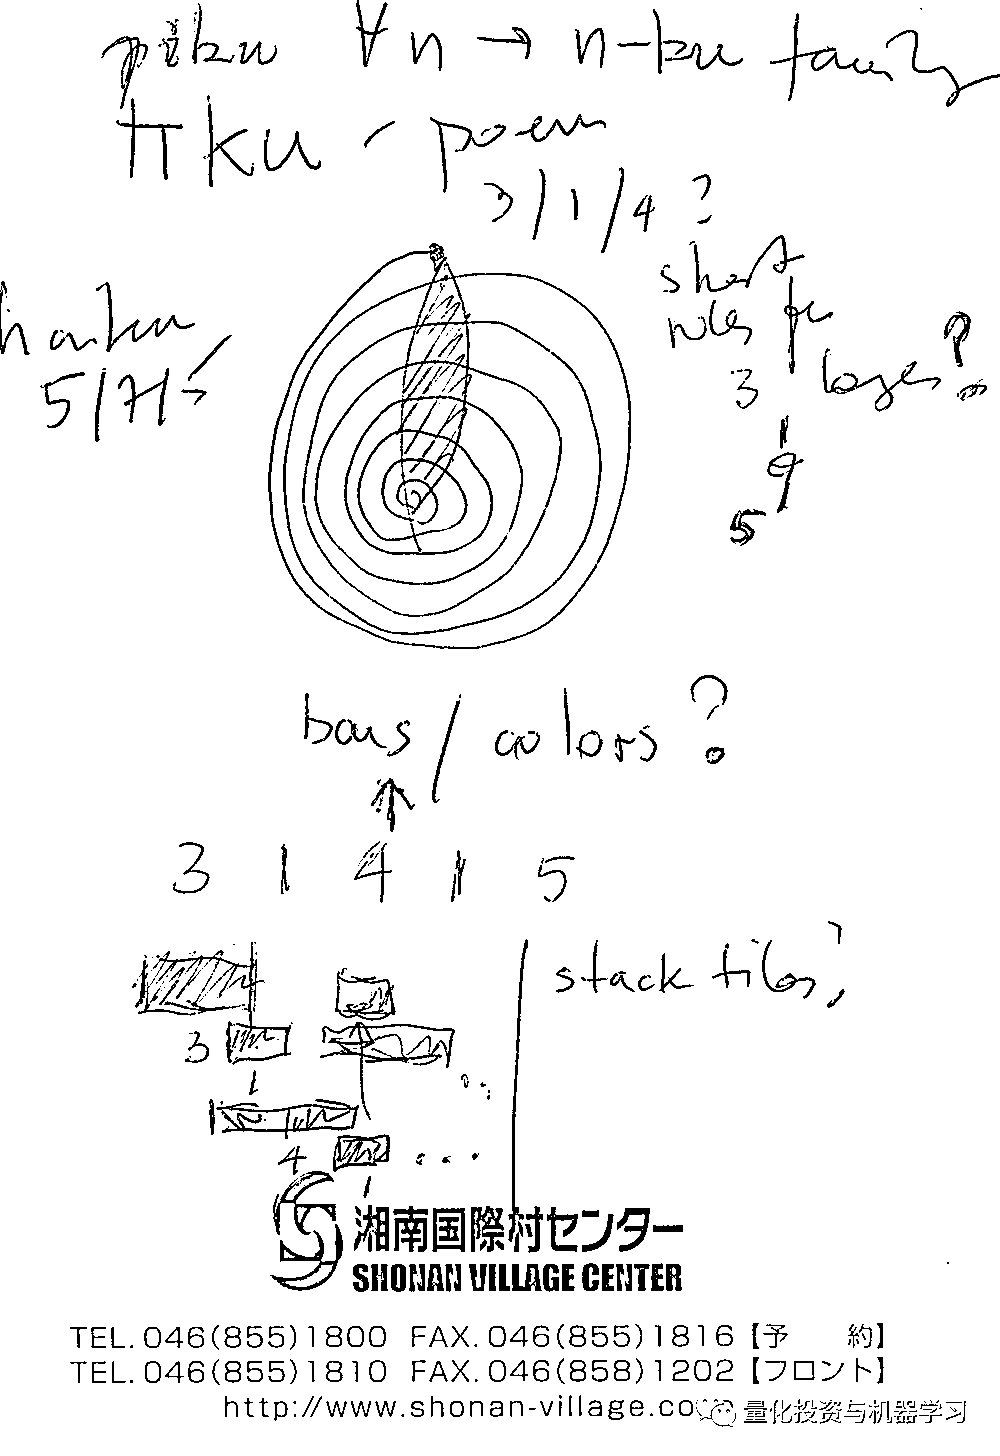 piku ∀n → n-ku family
πku - poem
3/1/4 ?
haiku
5/7/5
short
rules for
3 larger?
1
4
5
bars / colors?
3 1 4 1 5
stack tiles?
3
1
4 ...
1
湘南国際村センター
SHONAN VILLAGE CENTER
TEL. 046(855)1800 FAX. 046(855)1816【予 約】
TEL. 046(855)1810 FAX. 046(858)1202【フロント】
http://www.shonan-village.co
量化投资与机器学习